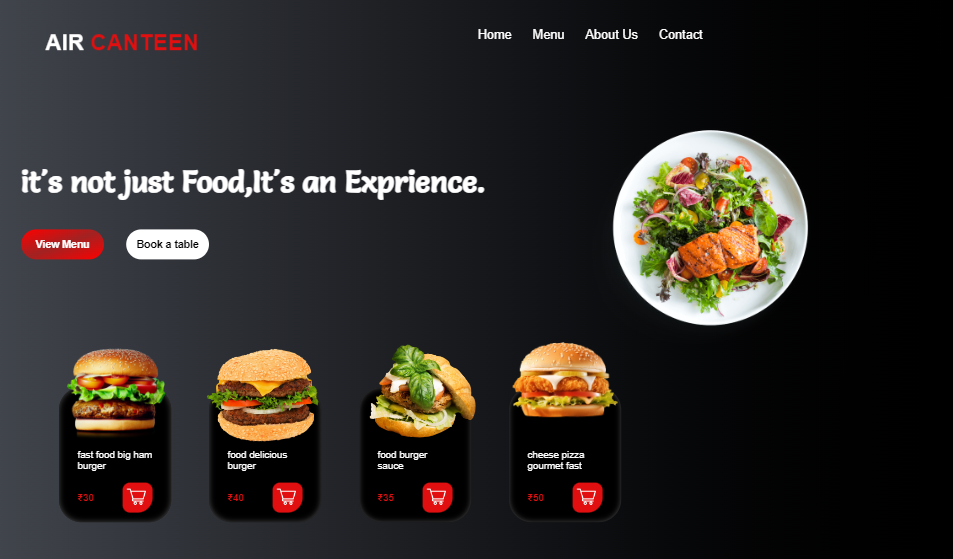 AIR CANTEEN
Home Menu About Us Contact
it's not just Food,It's an Exprience.
View Menu
Book a table
fast food big ham
burger
₹30
food delicious
burger
₹40
food burger
sauce
₹35
cheese pizza
gourmet fast
₹50